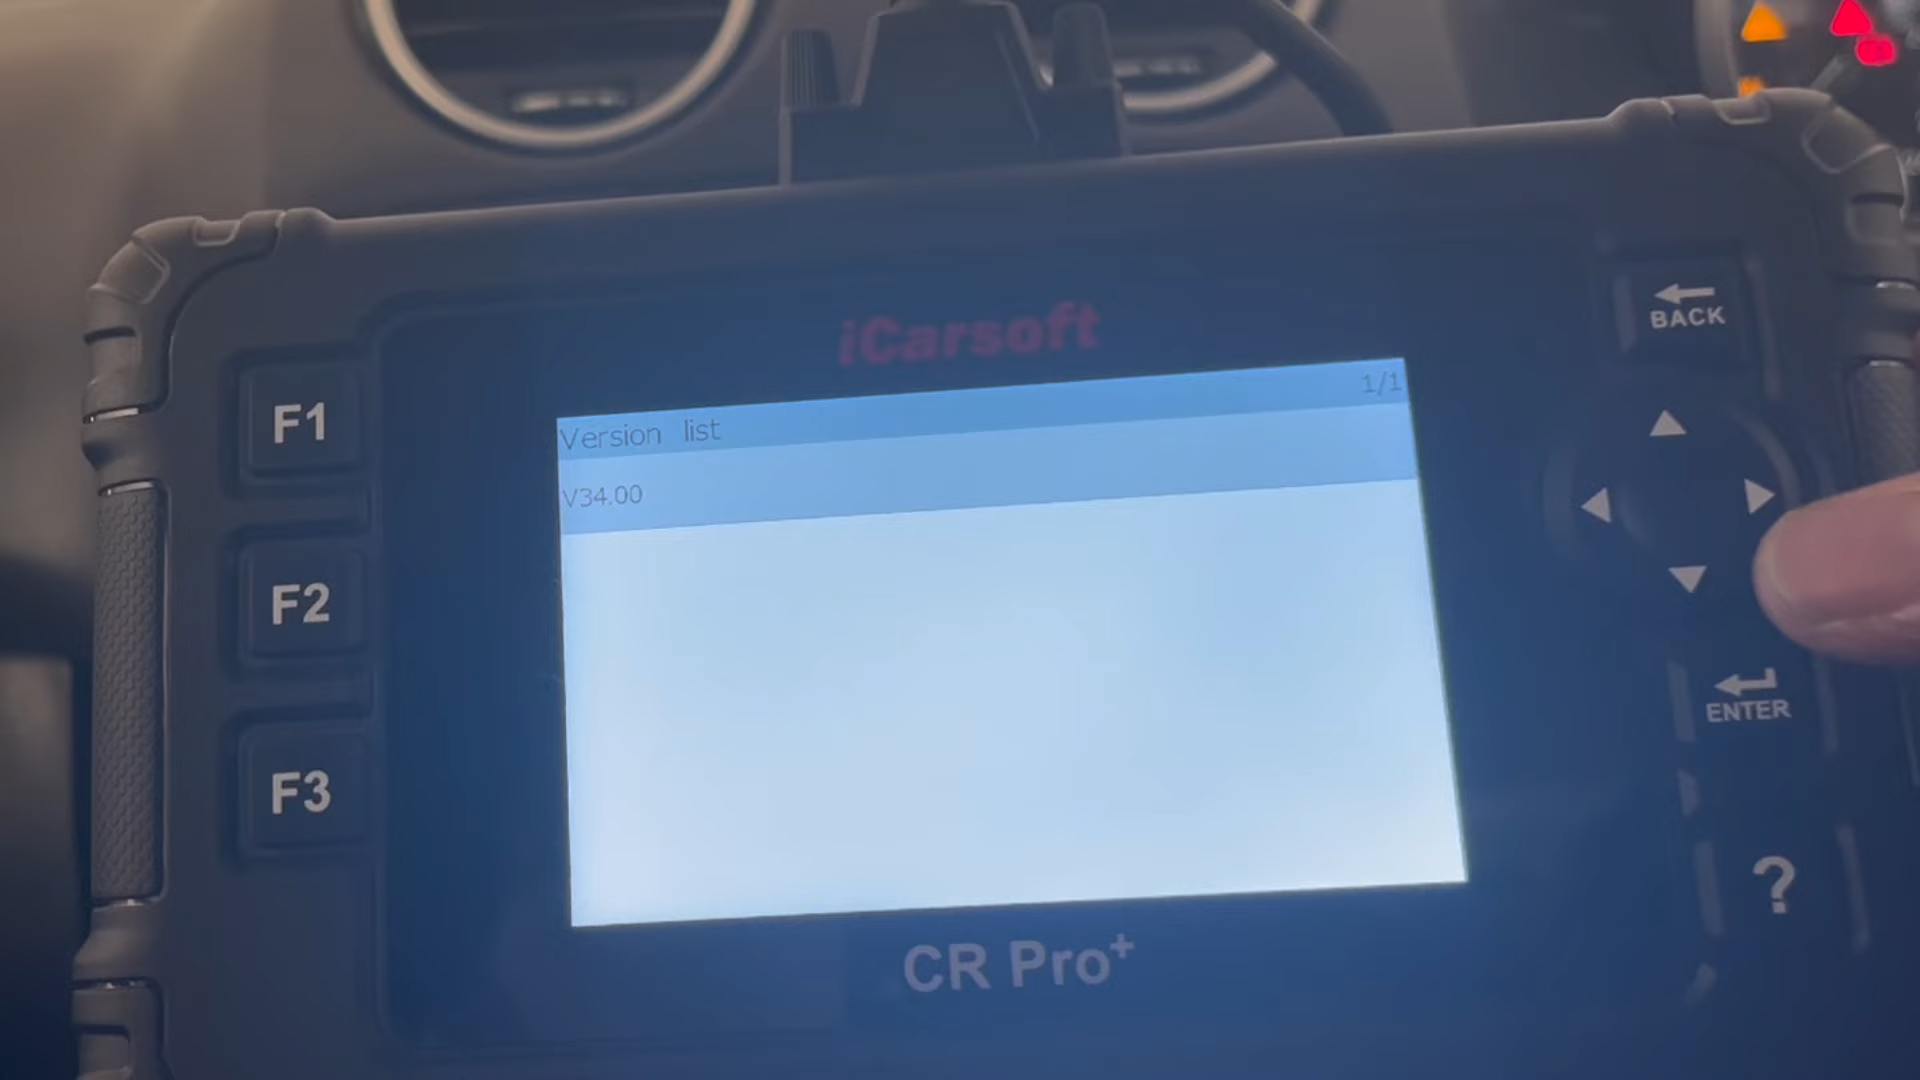 iCarsoft
Version list 1/1
V34.00
F1
F2
F3
BACK
ENTER
?
CR Pro+